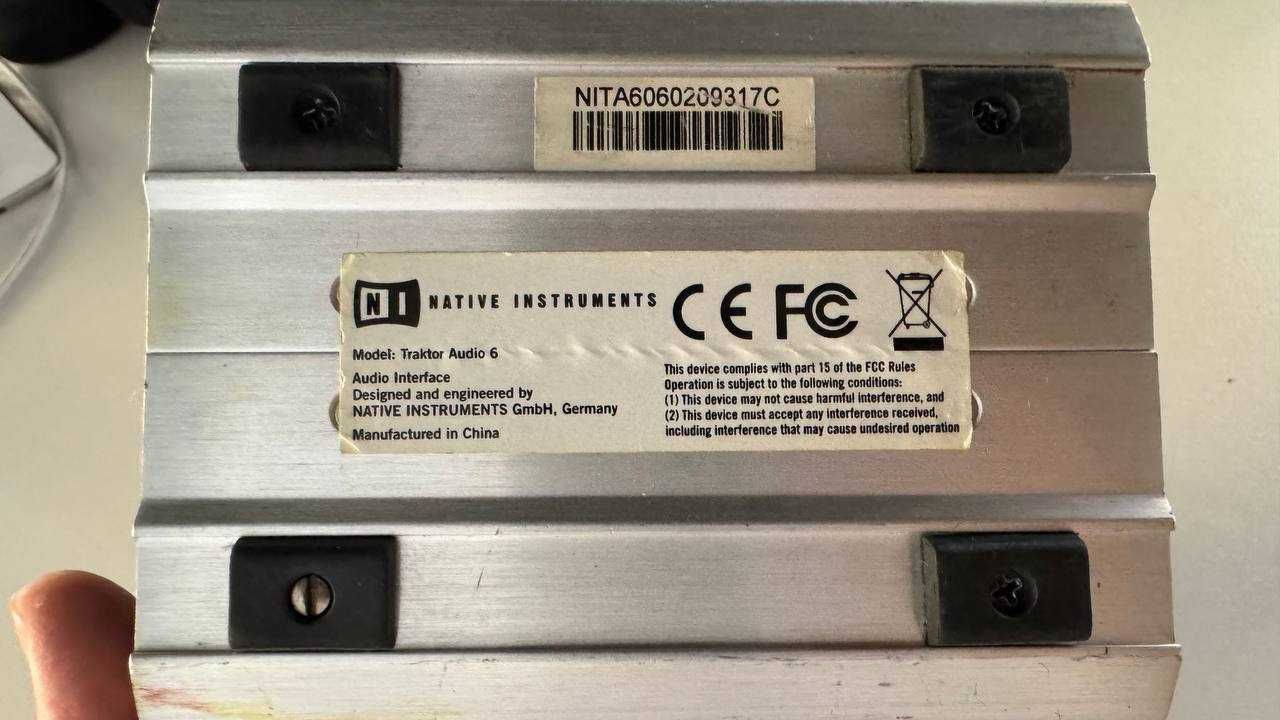 NITA6060209317C
NI NATIVE INSTRUMENTS CE FC
Model: Traktor Audio 6
Audio Interface
Designed and engineered by
NATIVE INSTRUMENTS GmbH, Germany
Manufactured in China
This device complies with part 15 of the FCC Rules
Operation is subject to the following conditions:
(1) This device may not cause harmful interference, and
(2) This device must accept any interference received,
including interference that may cause undesired operation